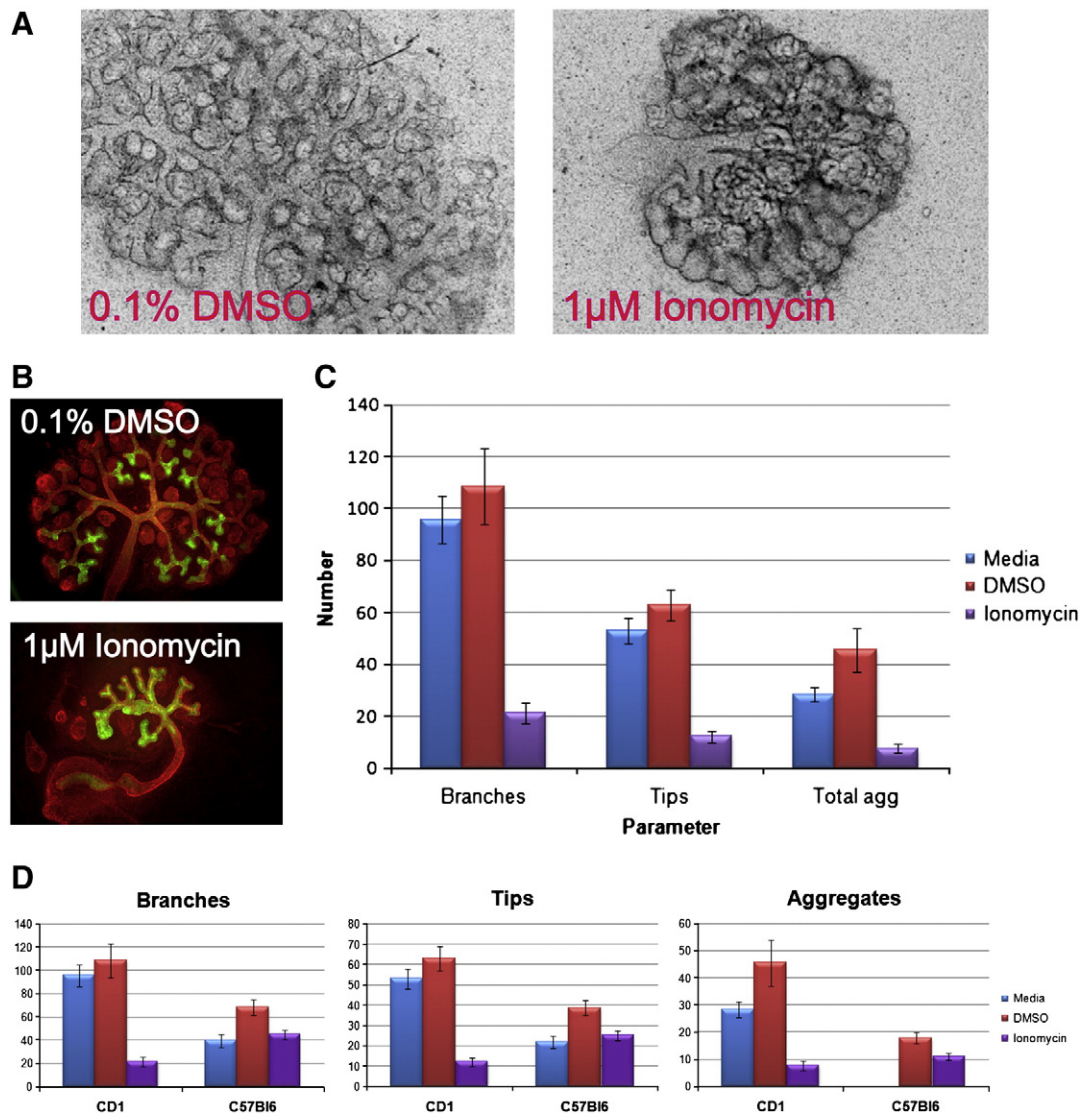 A
0.1% DMSO
1µM Ionomycin
B
0.1% DMSO
1µM Ionomycin
C
140
120
100
80
60
40
20
0
Number
Branches
Tips
Total agg
Parameter
Media
DMSO
Ionomycin
D
Branches
140
120
100
80
60
40
20
0
CD1
C57Bl6
Tips
80
70
60
50
40
30
20
10
0
CD1
C57Bl6
Aggregates
60
50
40
30
20
10
0
CD1
C57Bl6
Media
DMSO
Ionomycin